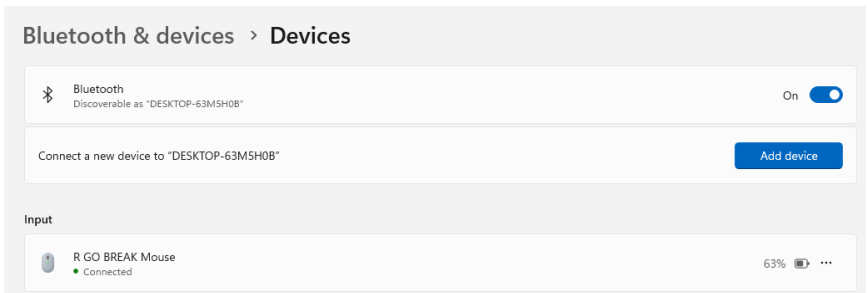 Bluetooth & devices > Devices
Bluetooth
Discoverable as "DESKTOP-63M5H0B"
On
Connect a new device to "DESKTOP-63M5H0B"
Add device
Input
R GO BREAK Mouse
Connected
63%